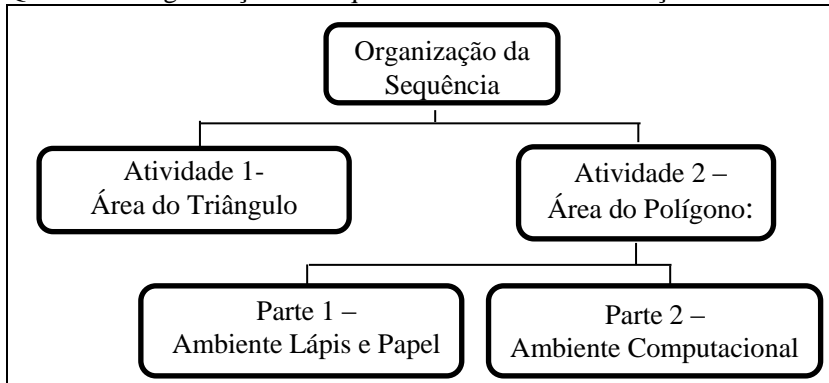 Organização da
Sequência
Atividade 1-
Área do Triângulo
Atividade 2 –
Área do Polígono:
Parte 1 –
Ambiente Lápis e Papel
Parte 2 –
Ambiente Computacional